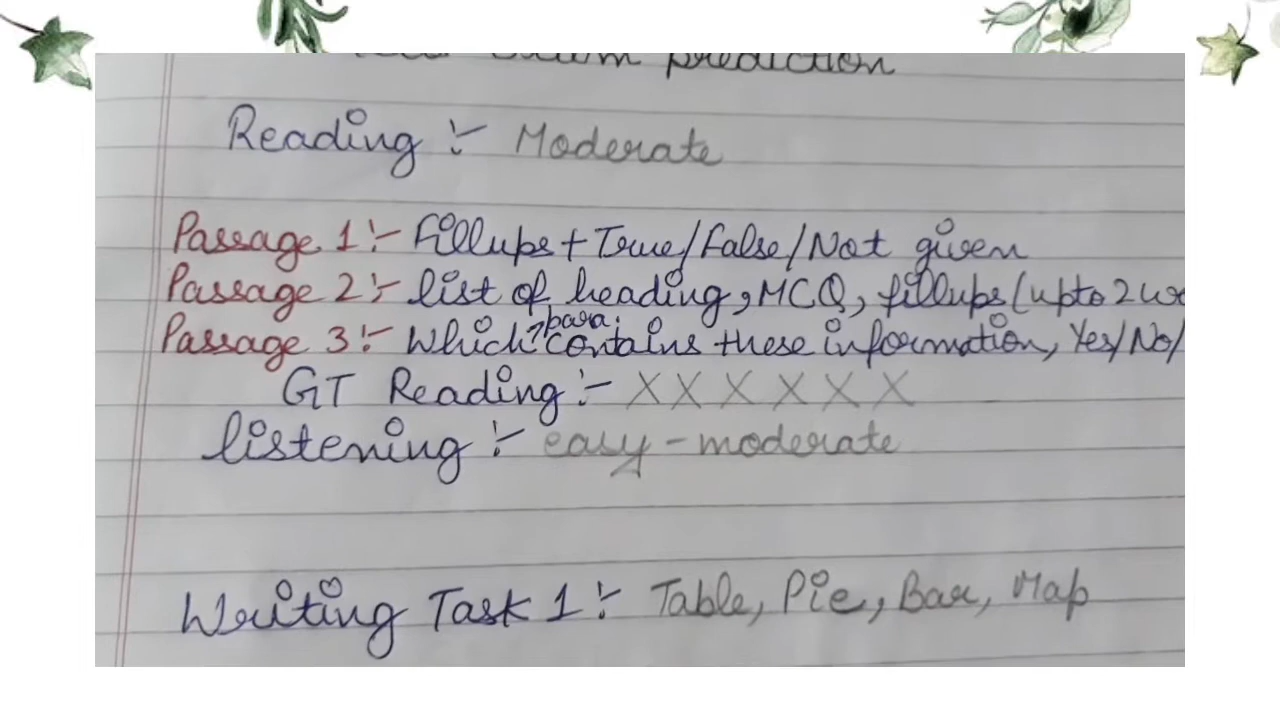 prediction
Reading :- Moderate
Passage 1:- Fillups + True/False/Not given
Passage 2:- list of heading, MCQ, fillups (upto 2
Passage 3:- Which para. contains these information, Yes/No/
GT Reading :- X X X X X X
listening :- easy - moderate
Writing Task 1:- Table, Pie, Bar, Map